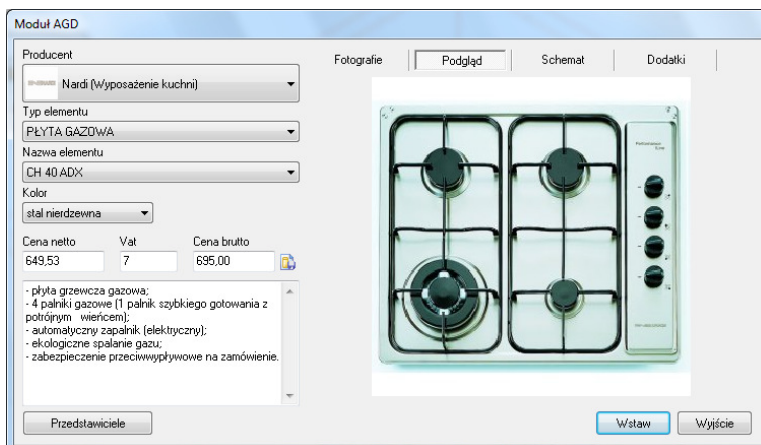 Moduł AGD
Producent
Nardi (Wyposażenie kuchni)
Typ elementu
PŁYTA GAZOWA
Nazwa elementu
CH 40 ADX
Kolor
stal nierdzewna
Cena netto Vat Cena brutto
649,53 7 695,00
- płyta grzewcza gazowa;
- 4 palniki gazowe (1 palnik szybkiego gotowania z
potrójnym wieńcem);
- automatyczny zapalnik (elektryczny);
- ekologiczne spalanie gazu;
- zabezpieczenie przeciwwypływowe na zamówienie.
Przedstawiciele
Fotografie Podgląd Schemat Dodatki
Performance
Line
Wstaw Wyjście